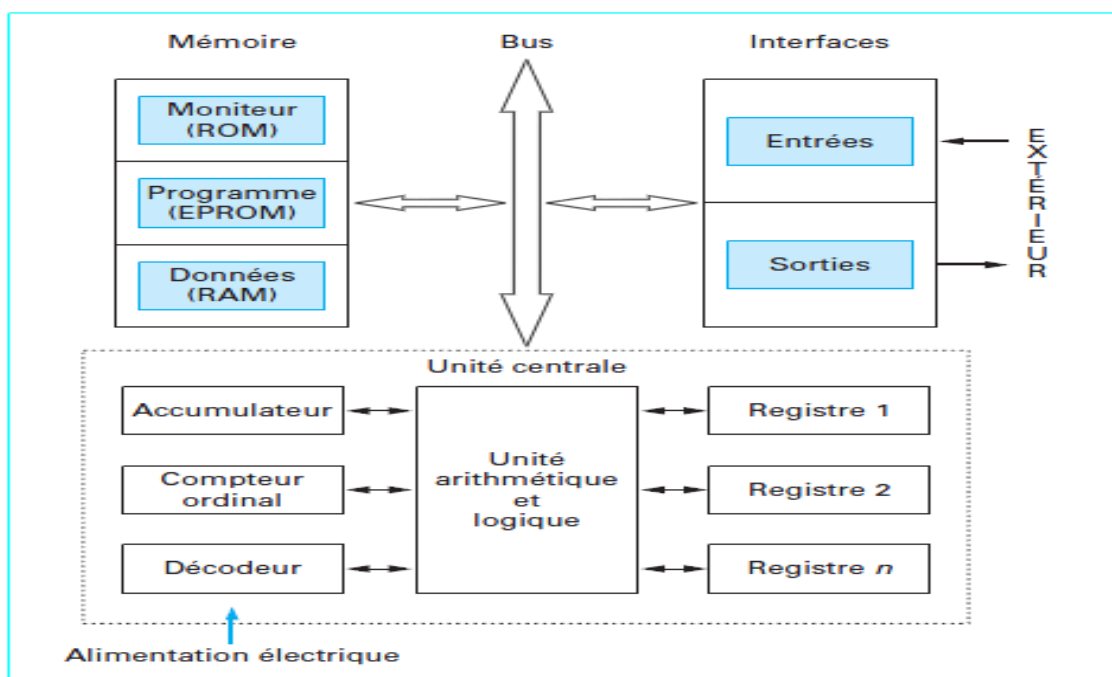 Mémoire
Bus
Interfaces
Moniteur
(ROM)
Programme
(EPROM)
Données
(RAM)
Entrées
Sorties
EXTÉRIEUR
Unité centrale
Accumulateur
Compteur
ordinal
Décodeur
Unité
arithmétique
et
logique
Registre 1
Registre 2
Registre n
Alimentation électrique